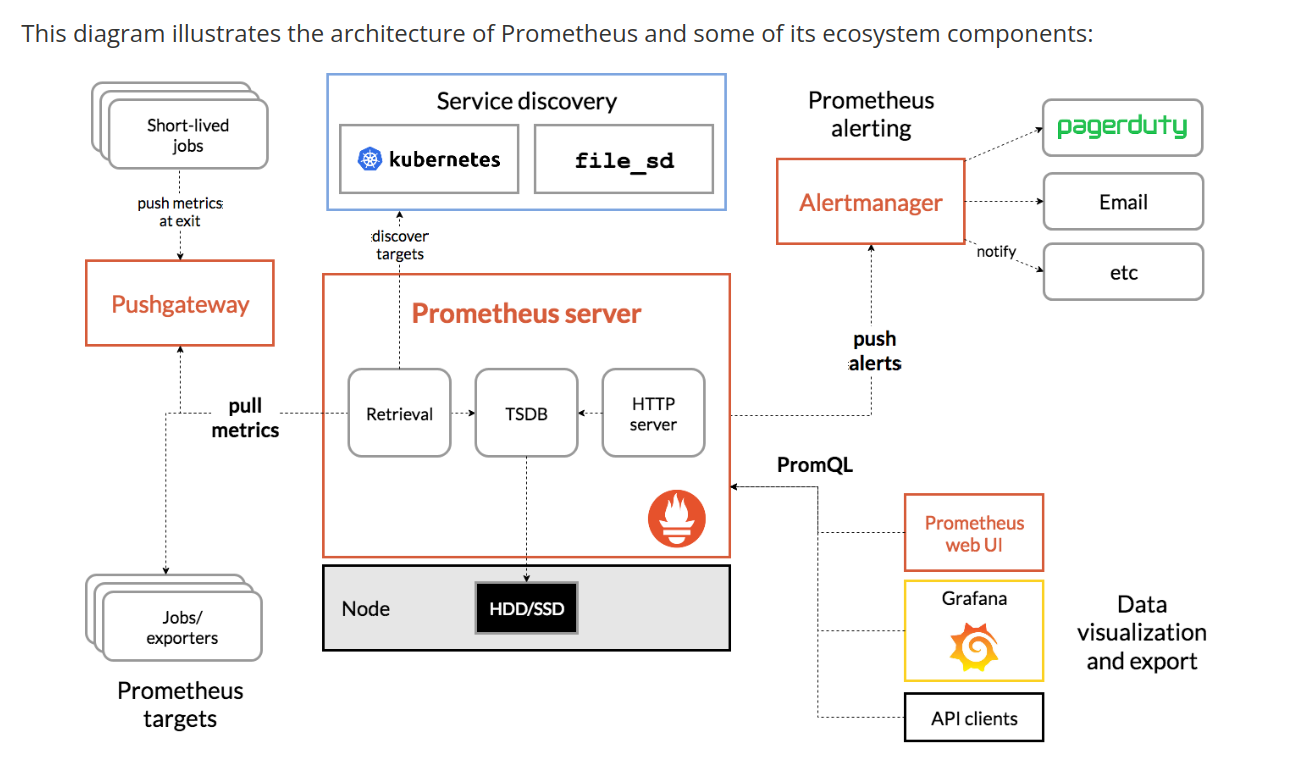 This diagram illustrates the architecture of Prometheus and some of its ecosystem components:
Short-lived
jobs
push metrics
at exit
Pushgateway
pull
metrics
Jobs/
exporters
Prometheus
targets
Service discovery
kubernetes
file_sd
discover
targets
Prometheus server
Retrieval
TSDB
HTTP
server
Node
HDD/SSD
Prometheus
alerting
Alertmanager
pagerduty
Email
etc
notify
push
alerts
PromQL
Prometheus
web UI
Grafana
API clients
Data
visualization
and export